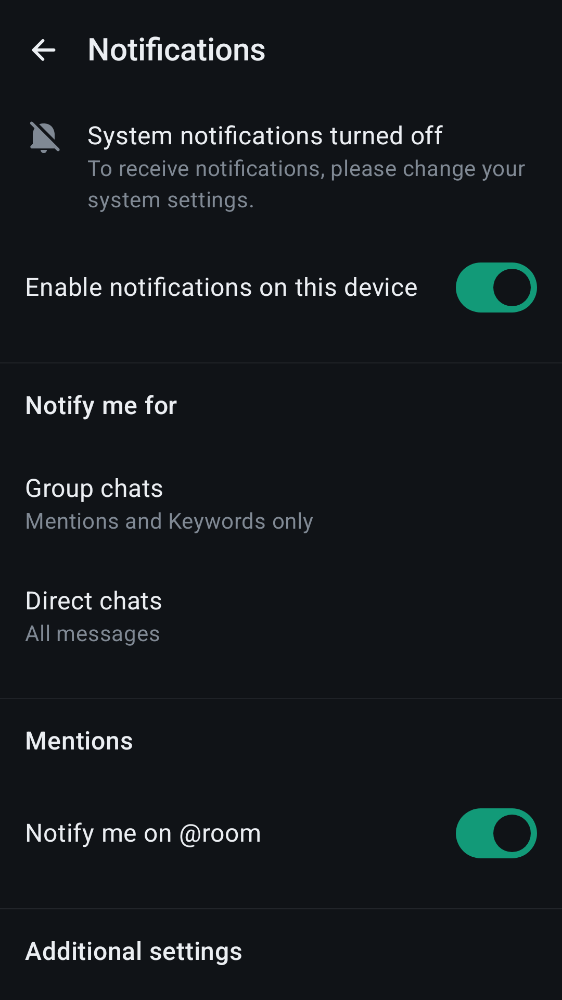 Notifications
System notifications turned off
To receive notifications, please change your
system settings.
Enable notifications on this device
Notify me for
Group chats
Mentions and Keywords only
Direct chats
All messages
Mentions
Notify me on @room
Additional settings